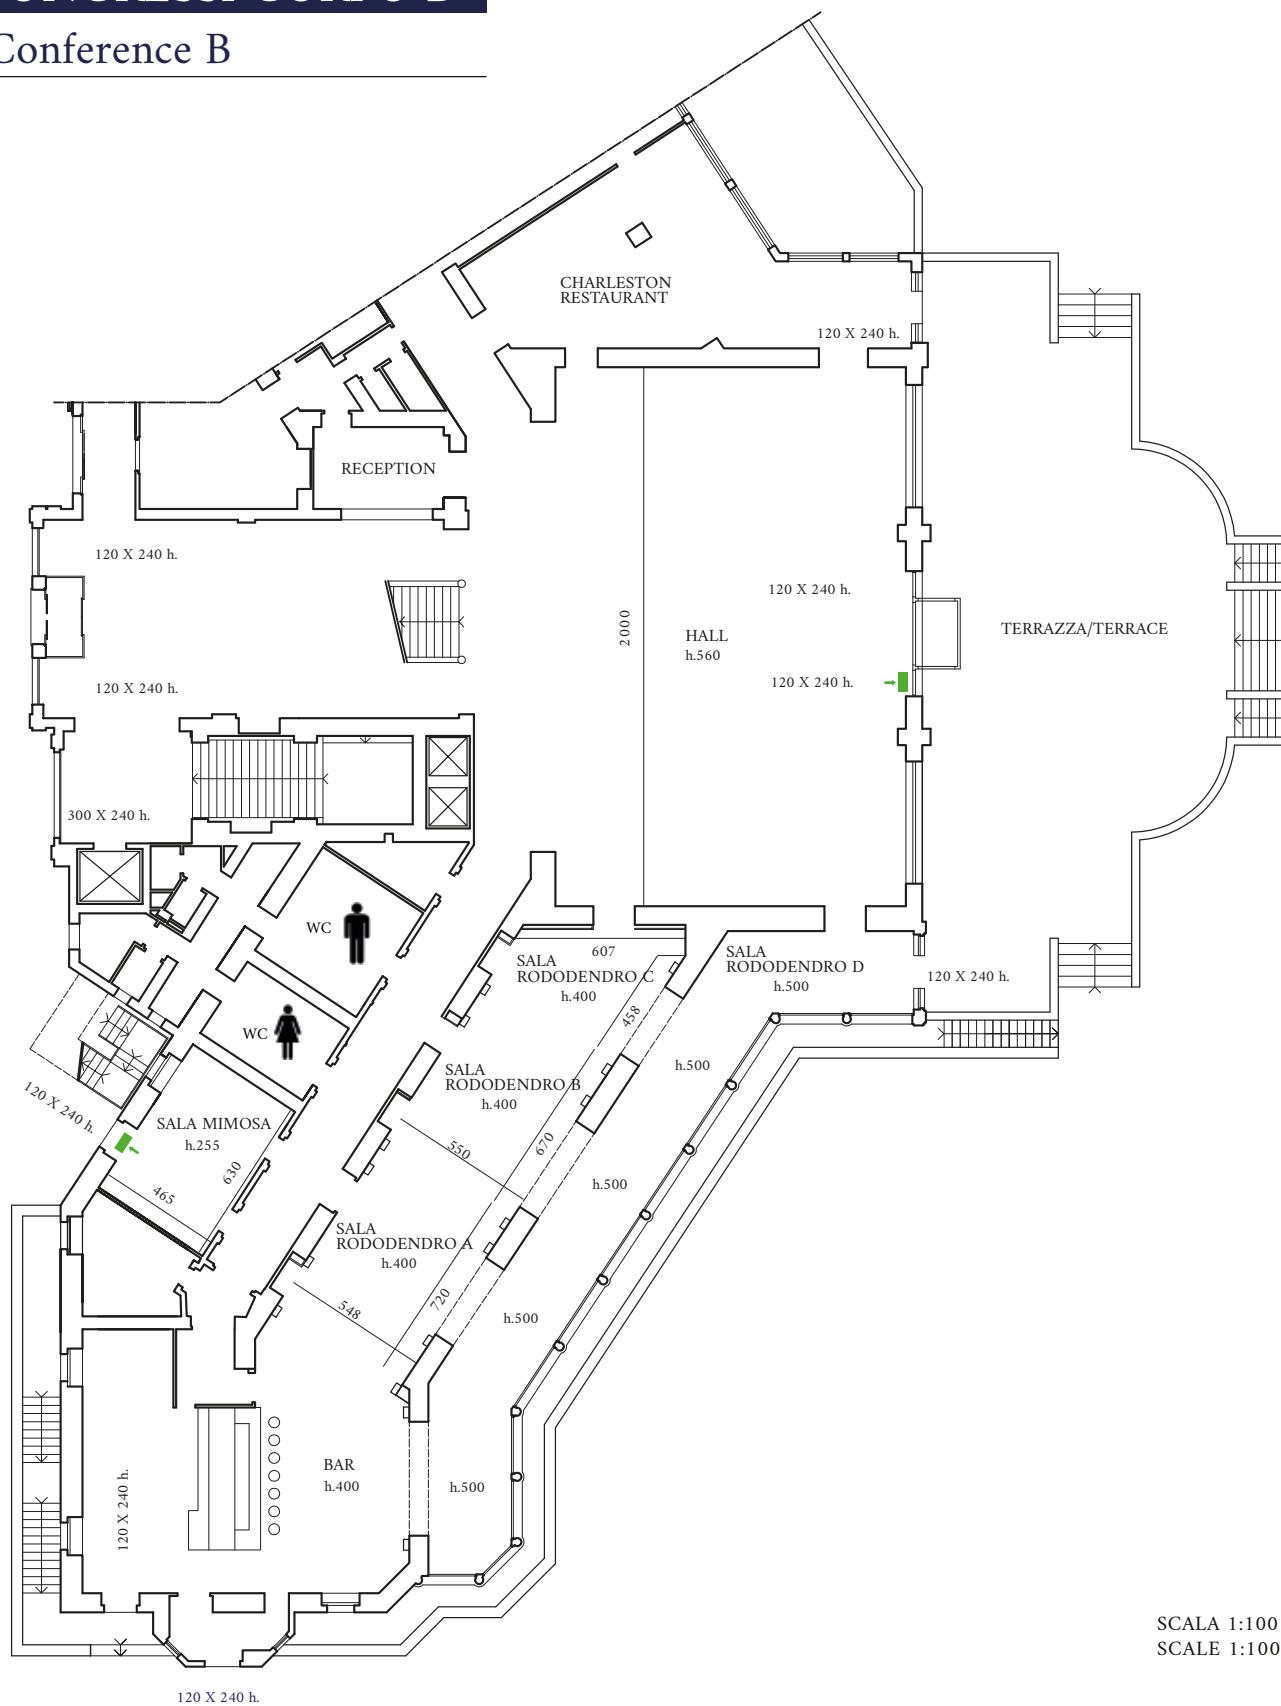 Conference B
CHARLESTON
RESTAURANT
120 X 240 h.
RECEPTION
120 X 240 h.
120 X 240 h.
2000
HALL
h.560
TERRAZZA/TERRACE
120 X 240 h.
120 X 240 h.
300 X 240 h.
WC
607
SALA
RODODENDRO C
h.400
SALA
RODODENDRO D
h.500
120 X 240 h.
458
WC
h.500
SALA
RODODENDRO B
h.400
120 X 240 h.
SALA MIMOSA
h.255
550
670
630
465
h.500
SALA
RODODENDRO A
h.400
720
548
h.500
BAR
h.400
h.500
120 X 240 h.
SCALA 1:100
SCALE 1:100
120 X 240 h.